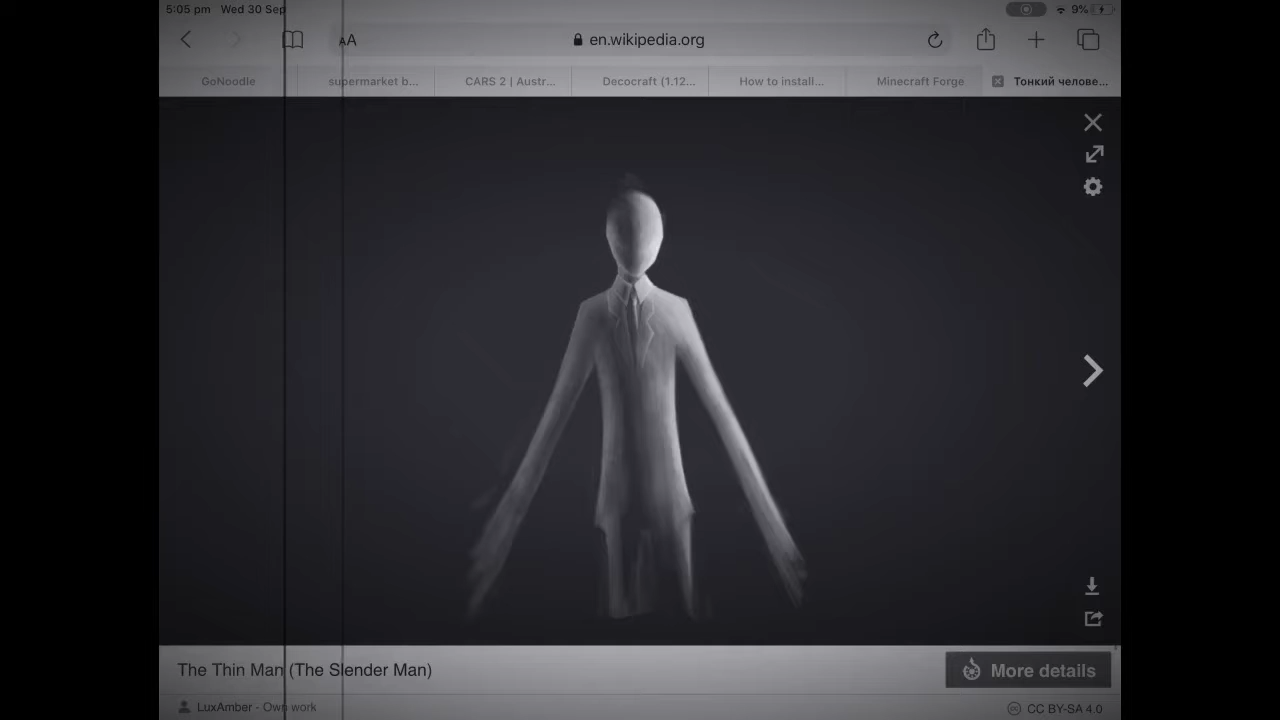 5:05 pm Wed 30 Sep 9%
AA en.wikipedia.org
GoNoodle supermarket b... CARS 2 | Austr... Decocraft (1.12... How to install... Minecraft Forge Тонкий челове...
The Thin Man (The Slender Man) More details
LuxAmber - Own work CC BY-SA 4.0